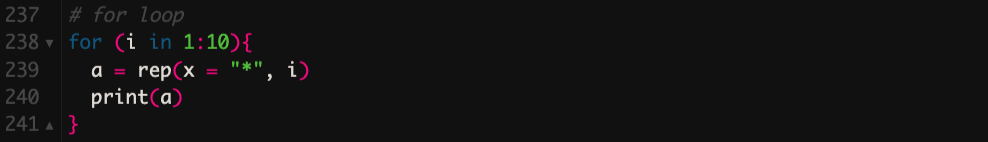 237 # for loop
238 for (i in 1:10){
239   a = rep(x = "*", i)
240   print(a)
241 }